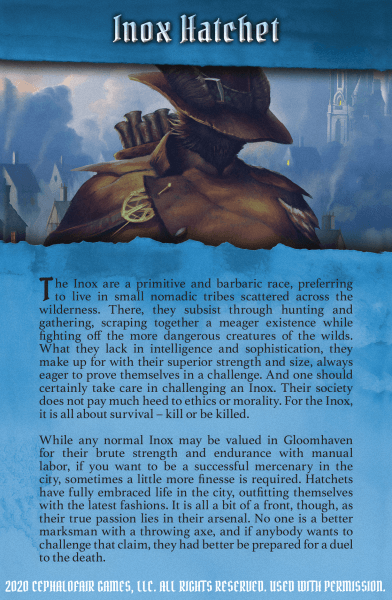 Inox Hatchet
The Inox are a primitive and barbaric race, preferring
to live in small nomadic tribes scattered across the
wilderness. There, they subsist through hunting and
gathering, scraping together a meager existence while
fighting off the more dangerous creatures of the wilds.
What they lack in intelligence and sophistication, they
make up for with their superior strength and size, always
eager to prove themselves in a challenge. And one should
certainly take care in challenging an Inox. Their society
does not pay much heed to ethics or morality. For the Inox,
it is all about survival – kill or be killed.
While any normal Inox may be valued in Gloomhaven
for their brute strength and endurance with manual
labor, if you want to be a successful mercenary in the
city, sometimes a little more finesse is required. Hatchets
have fully embraced life in the city, outfitting themselves
with the latest fashions. It is all a bit of a front, though, as
their true passion lies in their arsenal. No one is a better
marksman with a throwing axe, and if anybody wants to
challenge that claim, they had better be prepared for a duel
to the death.
2020 CEPHALOFAIR GAMES, LLC. ALL RIGHTS RESERVED. USED WITH PERMISSION.